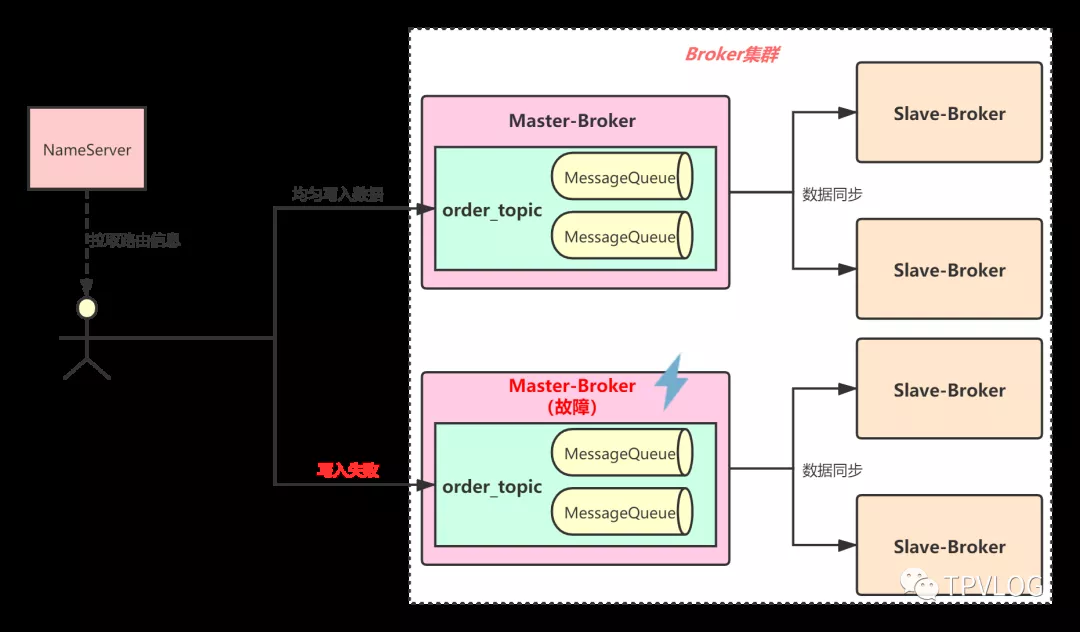 Broker集群
NameServer
拉取路由信息
均匀写入数据
写入失败
Master-Broker
order_topic
MessageQueue
MessageQueue
数据同步
Slave-Broker
Slave-Broker
Master-Broker
(故障)
order_topic
MessageQueue
MessageQueue
数据同步
Slave-Broker
Slave-Broker
TPVLOG